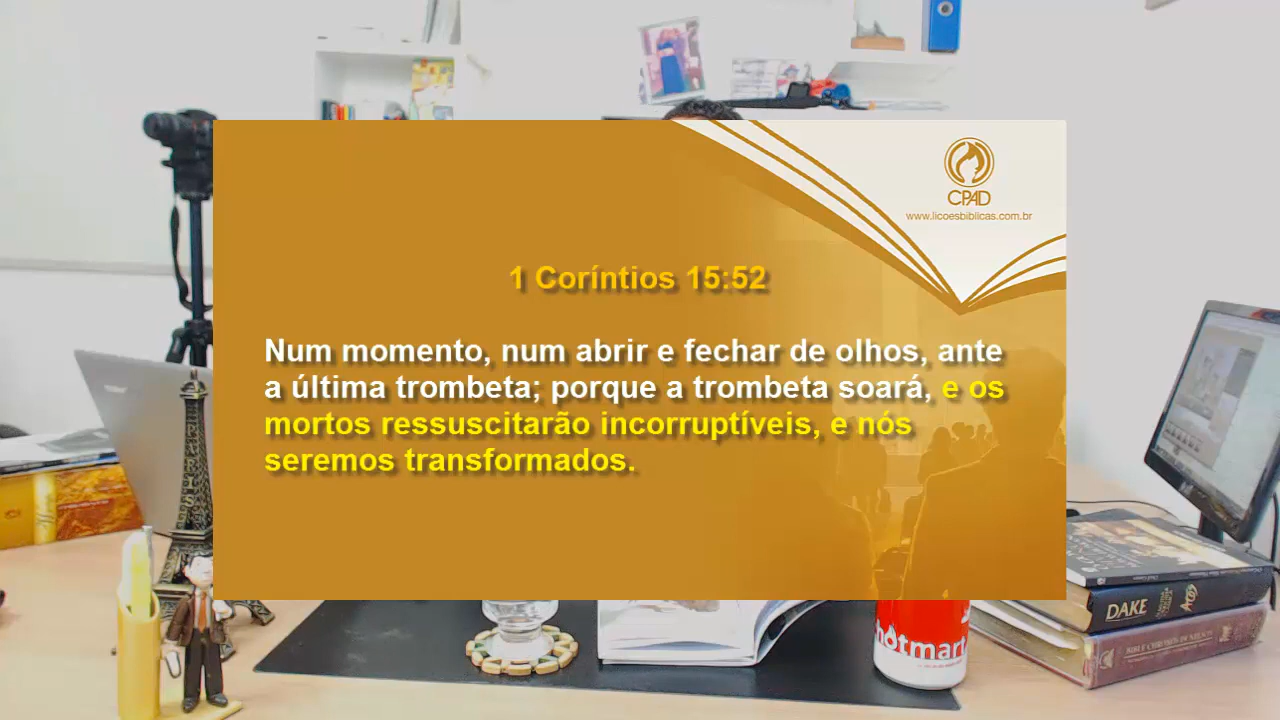 CPAD
www.licoesbiblicas.com.br
1 Coríntios 15:52
Num momento, num abrir e fechar de olhos, ante
a última trombeta; porque a trombeta soará, e os
mortos ressuscitarão incorruptíveis, e nós
seremos transformados.
PARIS
DAKE
hotmart